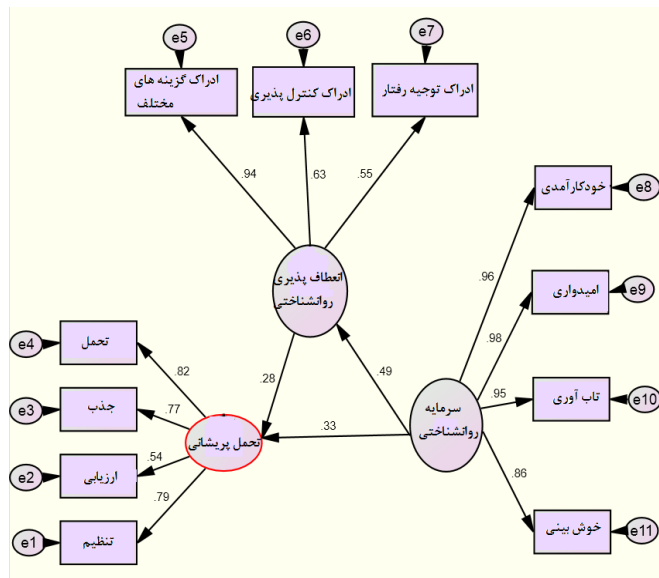 e5
e6
e7
ادراک گزینه های
مختلف
ادراک کنترل پذیری
ادراک توجیه رفتار
.94
.63
.55
خودکارآمدی
e8
.96
انعطاف پذیری
روانشناختی
امیدواری
e9
.98
تحمل
e4
.82
.28
.49
سرمایه
روانشناختی
.95
تاب آوری
e10
جذب
e3
.77
تحمل پریشانی
.33
ارزیابی
e2
.54
.86
تنظیم
e1
.79
خوش بینی
e11